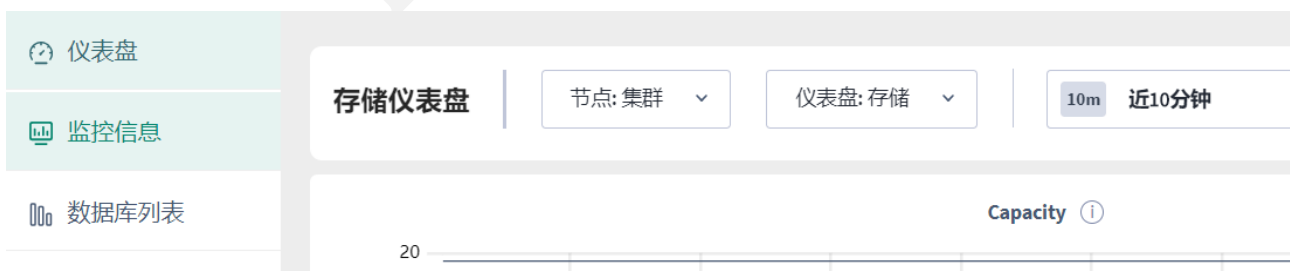 仪表盘
监控信息
数据库列表
存储仪表盘
节点: 集群
仪表盘: 存储
10m 近10分钟
Capacity
20